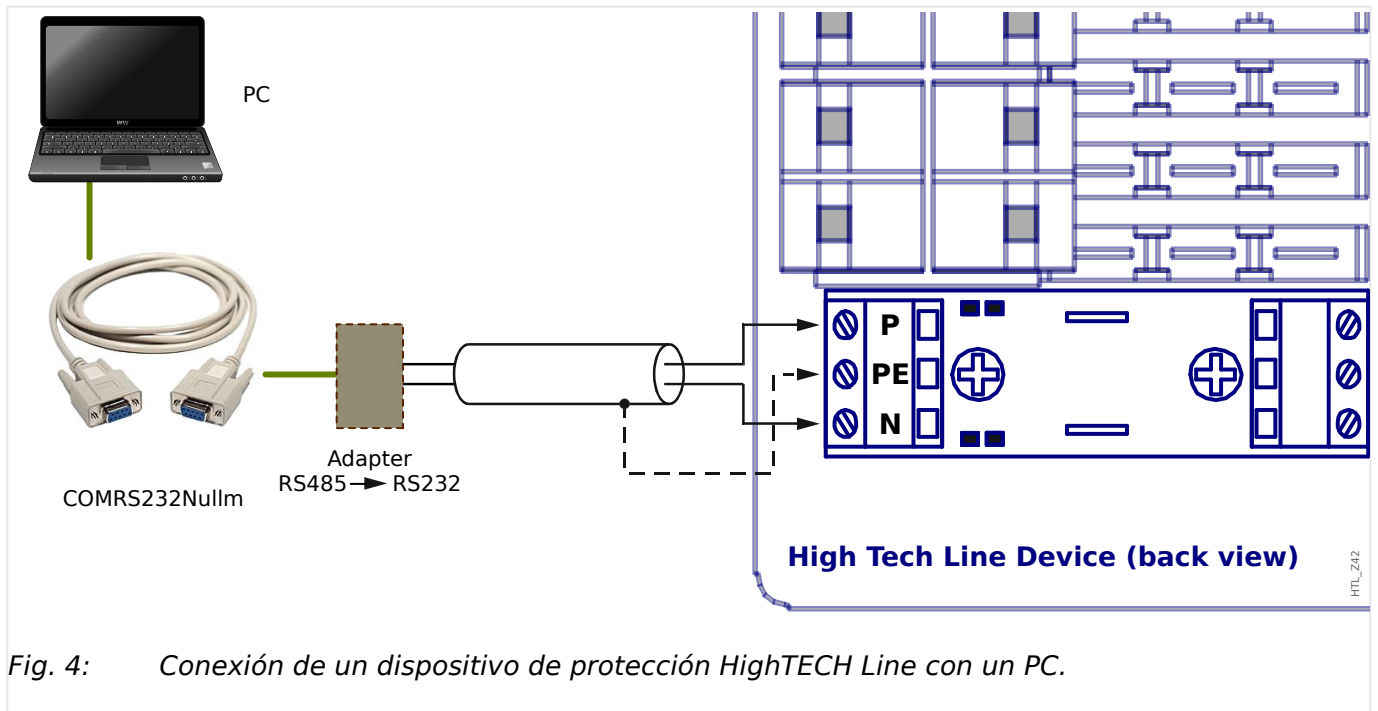 PC
COMRS232Nullm
Adapter
RS485 → RS232
P
PE
N
High Tech Line Device (back view)
HTL_Z42
Fig. 4: Conexión de un dispositivo de protección HighTECH Line con un PC.